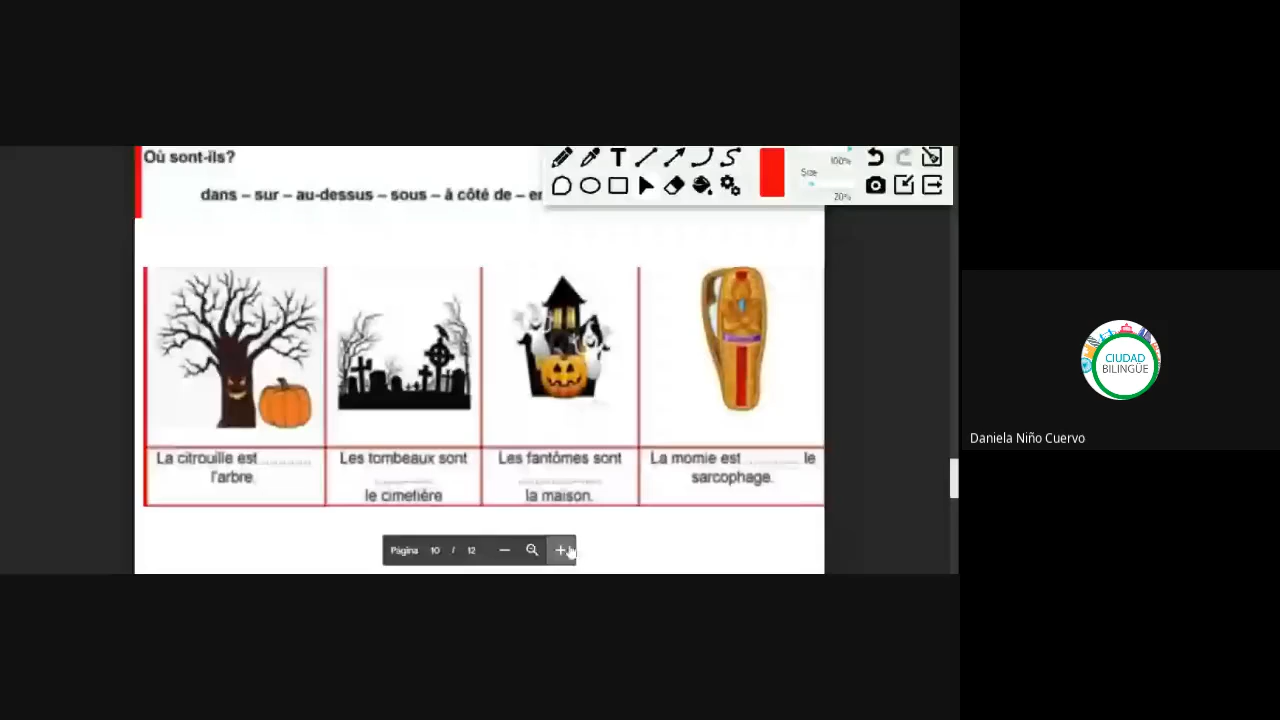 Où sont-ils?
dans – sur – au-dessus – sous – à côté de – en
100%
Size
20%
La citrouille est............ l'arbre.
Les tombeaux sont
............
le cimetière
Les fantômes sont
............
la maison.
La momie est............ le
sarcophage.
Página 10 / 12
CIUDAD
BILINGÜE
Daniela Niño Cuervo